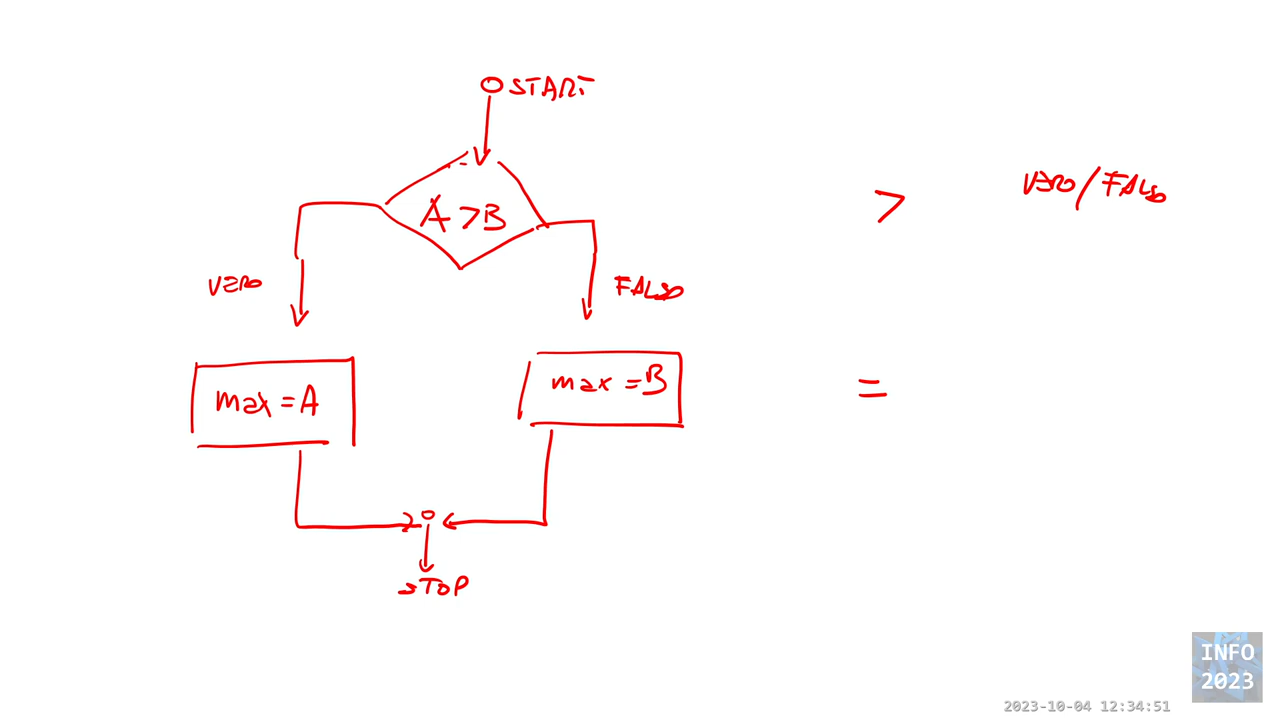 START
A > B
> VERO/FALSO
VERO
FALSO
max = A
max = B
=
STOP
INFO
2023
2023-10-04 12:34:51